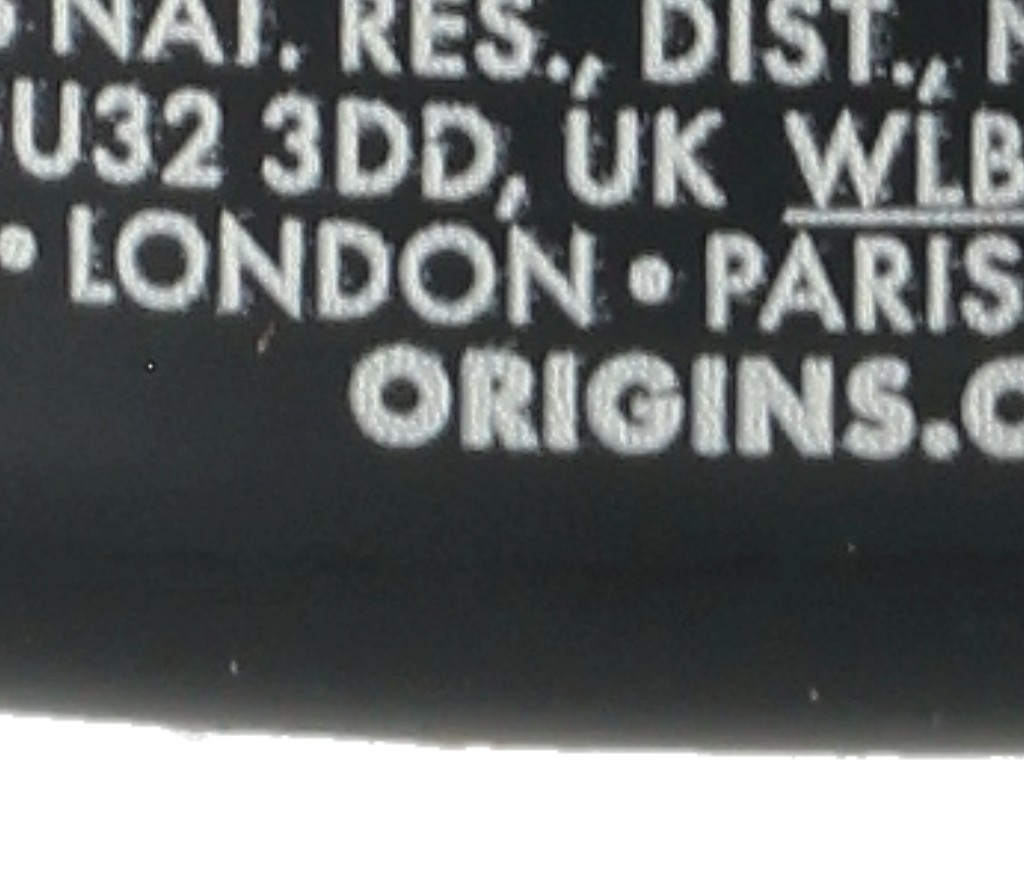 NAT. RES., DIST.,
U32 3DD, UK WLB
• LONDON • PARIS
ORIGINS.C